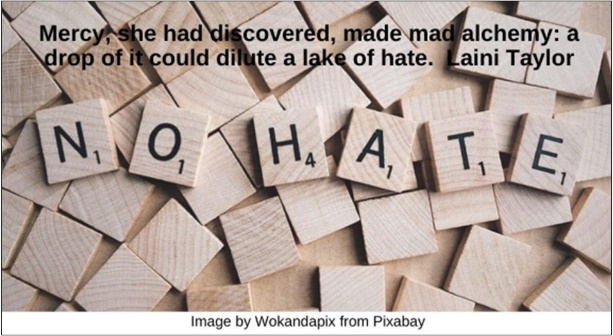 Mercy, she had discovered, made mad alchemy: a
drop of it could dilute a lake of hate.  Laini Taylor
N1 O1 H4 A1 T1 E1
Image by Wokandapix from Pixabay